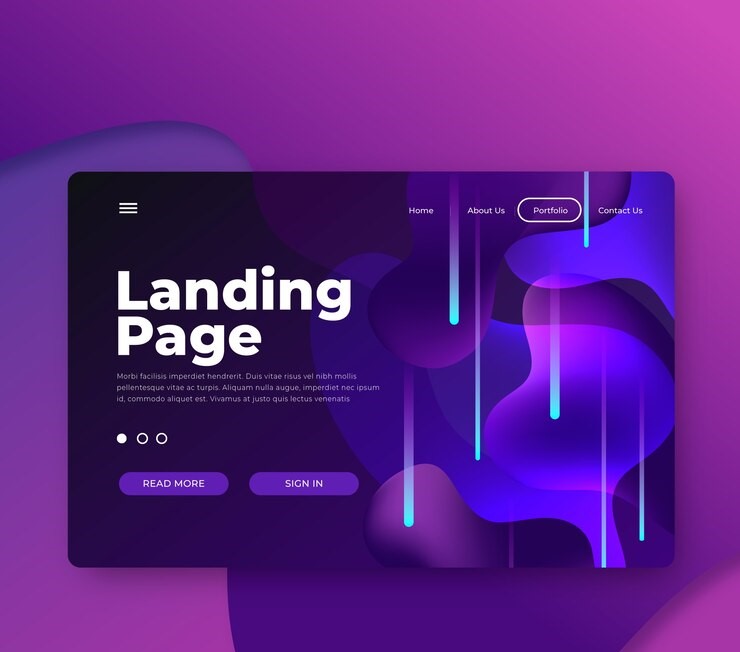 Home About Us Portfolio Contact Us
Landing
Page
Morbi facilisis imperdiet hendrerit. Duis vitae risus vel nibh mollis
pellentesque vitae ac turpis. Aliquam nulla augue, imperdiet nec ipsum
id, commodo aliquet est. Vivamus at justo quis lectus venenatis
READ MORE SIGN IN